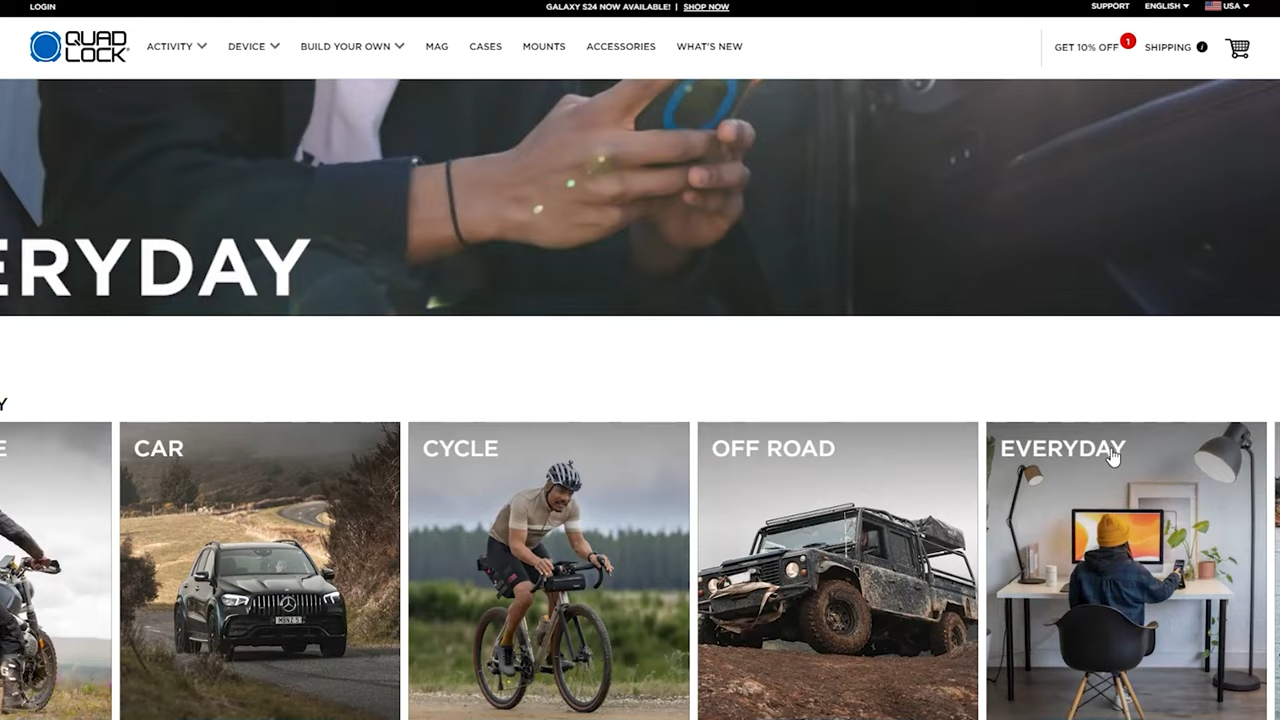 LOGIN
GALAXY S24 NOW AVAILABLE! | SHOP NOW
SUPPORT
ENGLISH
USA
QUAD LOCK®
ACTIVITY
DEVICE
BUILD YOUR OWN
MAG
CASES
MOUNTS
ACCESSORIES
WHAT'S NEW
GET 10% OFF
1
SHIPPING
i
ERYDAY
Y
E
CAR
CYCLE
OFF ROAD
EVERYDAY